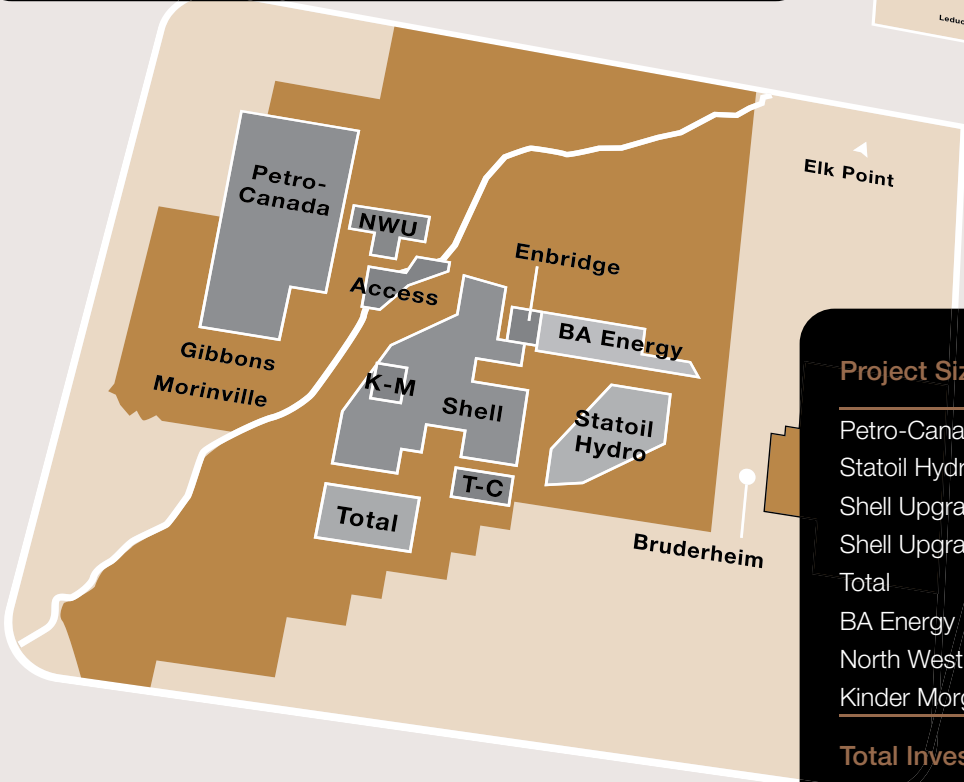 Leduc
Elk Point
Petro-
Canada
NWU
Enbridge
Access
BA Energy
Gibbons
Morinville
K-M
Shell
Statoil
Hydro
T-C
Total
Bruderheim
Project Siz
Petro-Cana
Statoil Hydr
Shell Upgra
Shell Upgra
Total
BA Energy
North West
Kinder Morg
Total Inves